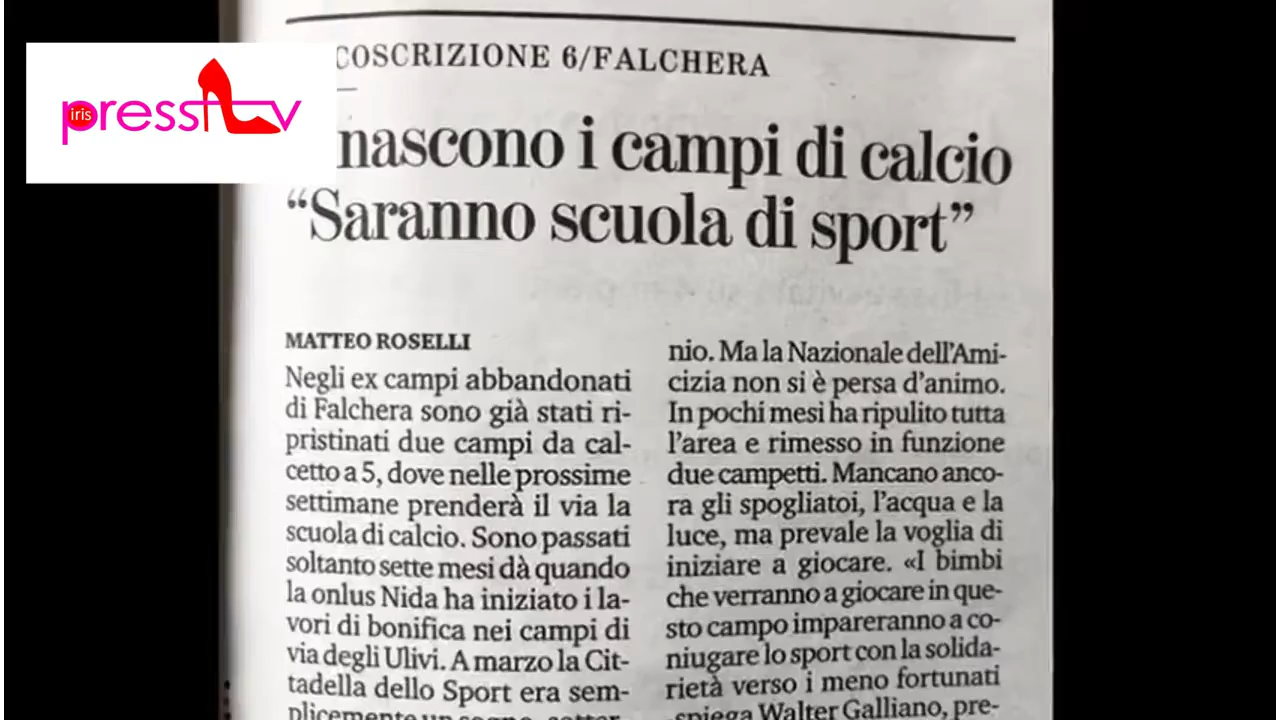 iris
press tv
COSCRIZIONE 6/FALCHERA
nascono i campi di calcio
“Saranno scuola di sport”
MATTEO ROSELLI
Negli ex campi abbandonati
di Falchera sono già stati ri-
pristinati due campi da cal-
cetto a 5, dove nelle prossime
settimane prenderà il via la
scuola di calcio. Sono passati
soltanto sette mesi dà quando
la onlus Nida ha iniziato i la-
vori di bonifica nei campi di
via degli Ulivi. A marzo la Cit-
tadella dello Sport era sem-
plicemente un sogno, sotter
nio. Ma la Nazionale dell’Ami-
cizia non si è persa d’animo.
In pochi mesi ha ripulito tutta
l’area e rimesso in funzione
due campetti. Mancano anco-
ra gli spogliatoi, l’acqua e la
luce, ma prevale la voglia di
iniziare a giocare. «I bimbi
che verranno a giocare in que-
sto campo impareranno a co-
niugare lo sport con la solida-
rietà verso i meno fortunati
spiega Walter Galliano, pre-